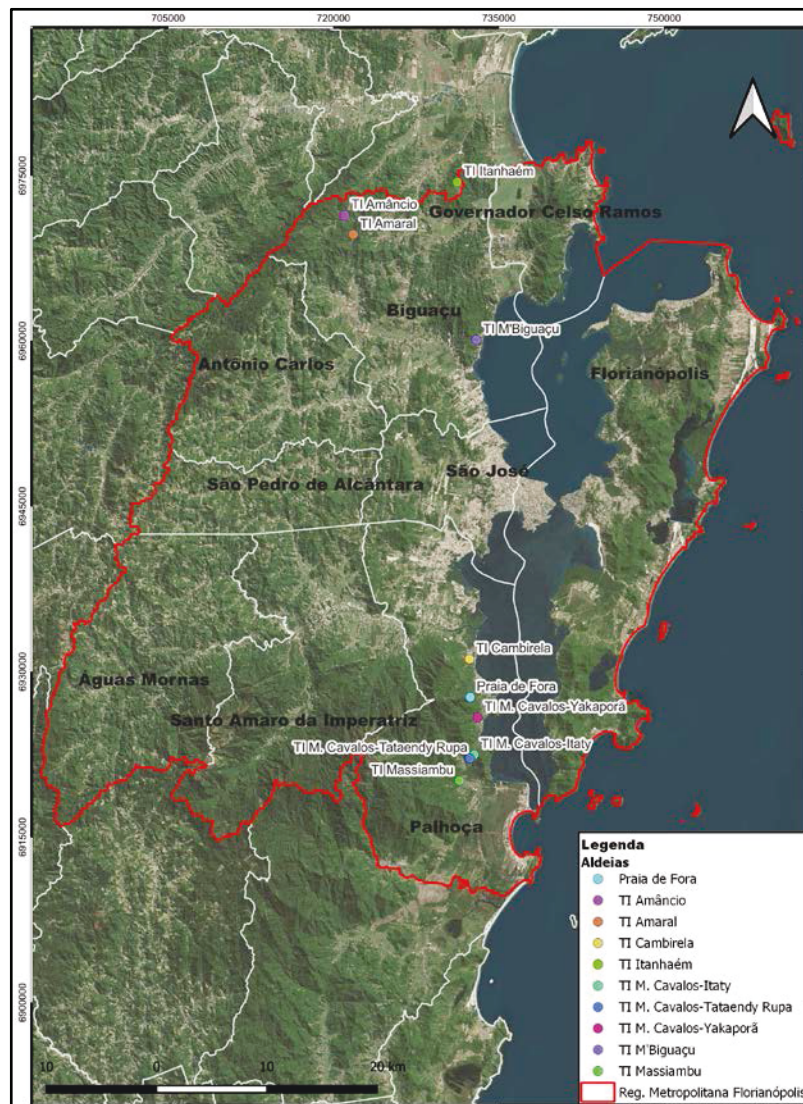 705000
720000
735000
750000
6975000
6960000
6945000
6930000
6915000
6900000
TI Itanhaém
TI Amâncio
Governador Celso Ramos
TI Amaral
Biguaçu
TI M'Biguaçu
Antônio Carlos
Florianópolis
São José
São Pedro de Alcântara
TI Cambirela
Águas Mornas
Praia de Fora
TI M. Cavalos-Yakaporã
Santo Amaro da Imperatriz
TI M. Cavalos-Tataendy Rupa
TI M. Cavalos-Itaty
TI Massiambu
Palhoça
Legenda
Aldeias
Praia de Fora
TI Amâncio
TI Amaral
TI Cambirela
TI Itanhaém
TI M. Cavalos-Itaty
TI M. Cavalos-Tataendy Rupa
TI M. Cavalos-Yakaporã
TI M'Biguaçu
TI Massiambu
Reg. Metropolitana Florianópolis
10 0 10 20 km